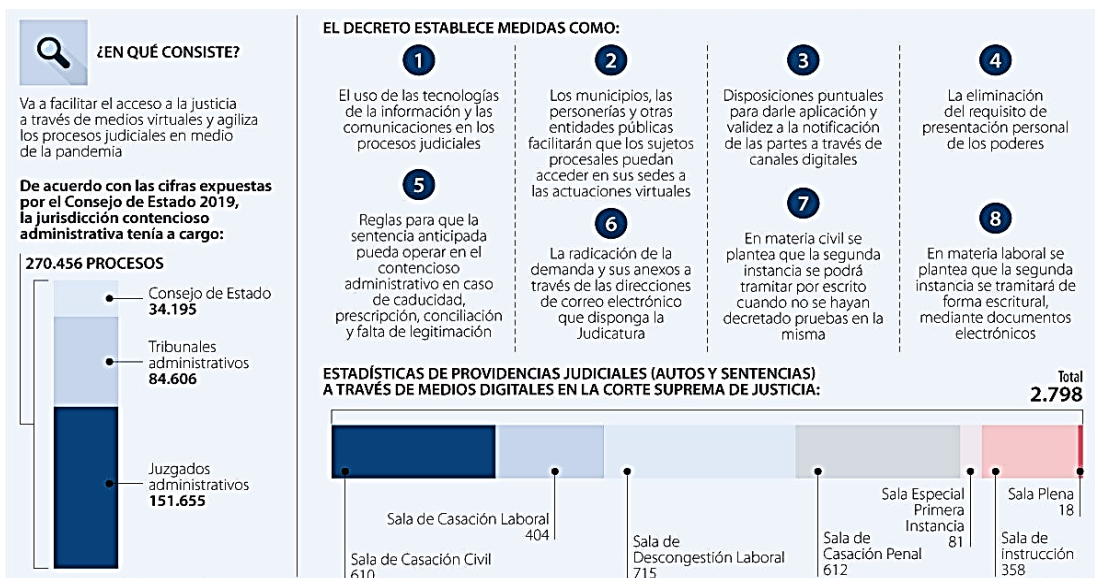 ¿EN QUÉ CONSISTE?
Va a facilitar el acceso a la justicia
a través de medios virtuales y agiliza
los procesos judiciales en medio
de la pandemia
De acuerdo con las cifras expuestas
por el Consejo de Estado 2019,
la jurisdicción contencioso
administrativa tenía a cargo:
270.456 PROCESOS
Consejo de Estado
34.195
Tribunales
administrativos
84.606
Juzgados
administrativos
151.655
EL DECRETO ESTABLECE MEDIDAS COMO:
1
El uso de las tecnologías
de la información y las
comunicaciones en los
procesos judiciales
2
Los municipios, las
personerías y otras
entidades públicas
facilitarán que los sujetos
procesales puedan
acceder en sus sedes a
las actuaciones virtuales
3
Disposiciones puntuales
para darle aplicación y
validez a la notificación
de las partes a través de
canales digitales
4
La eliminación
del requisito de
presentación personal
de los poderes
5
Reglas para que la
sentencia anticipada
pueda operar en el
contencioso
administrativo en caso
de caducidad,
prescripción, conciliación
y falta de legitimación
6
La radicación de la
demanda y sus anexos a
través de las direcciones
de correo electrónico
que disponga la
Judicatura
7
En materia civil se
plantea que la segunda
instancia se podrá
tramitar por escrito
cuando no se hayan
decretado pruebas en la
misma
8
En materia laboral se
plantea que la segunda
instancia se tramitará de
forma escritural,
mediante documentos
electrónicos
ESTADÍSTICAS DE PROVIDENCIAS JUDICIALES (AUTOS Y SENTENCIAS)
A TRAVÉS DE MEDIOS DIGITALES EN LA CORTE SUPREMA DE JUSTICIA:
Total
2.798
Sala de Casación Civil
610
Sala de Casación Laboral
404
Sala de
Descongestión Laboral
715
Sala de
Casación Penal
612
Sala Especial
Primera
Instancia
81
Sala de
instrucción
358
Sala Plena
18